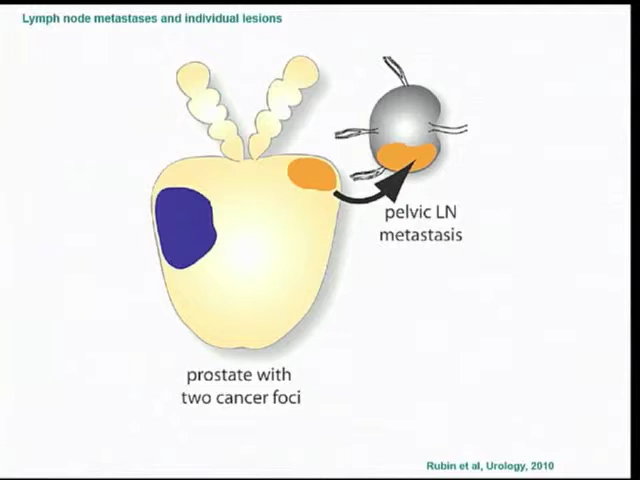 Lymph node metastases and individual lesions
pelvic LN
metastasis
prostate with
two cancer foci
Rubin et al, Urology, 2010